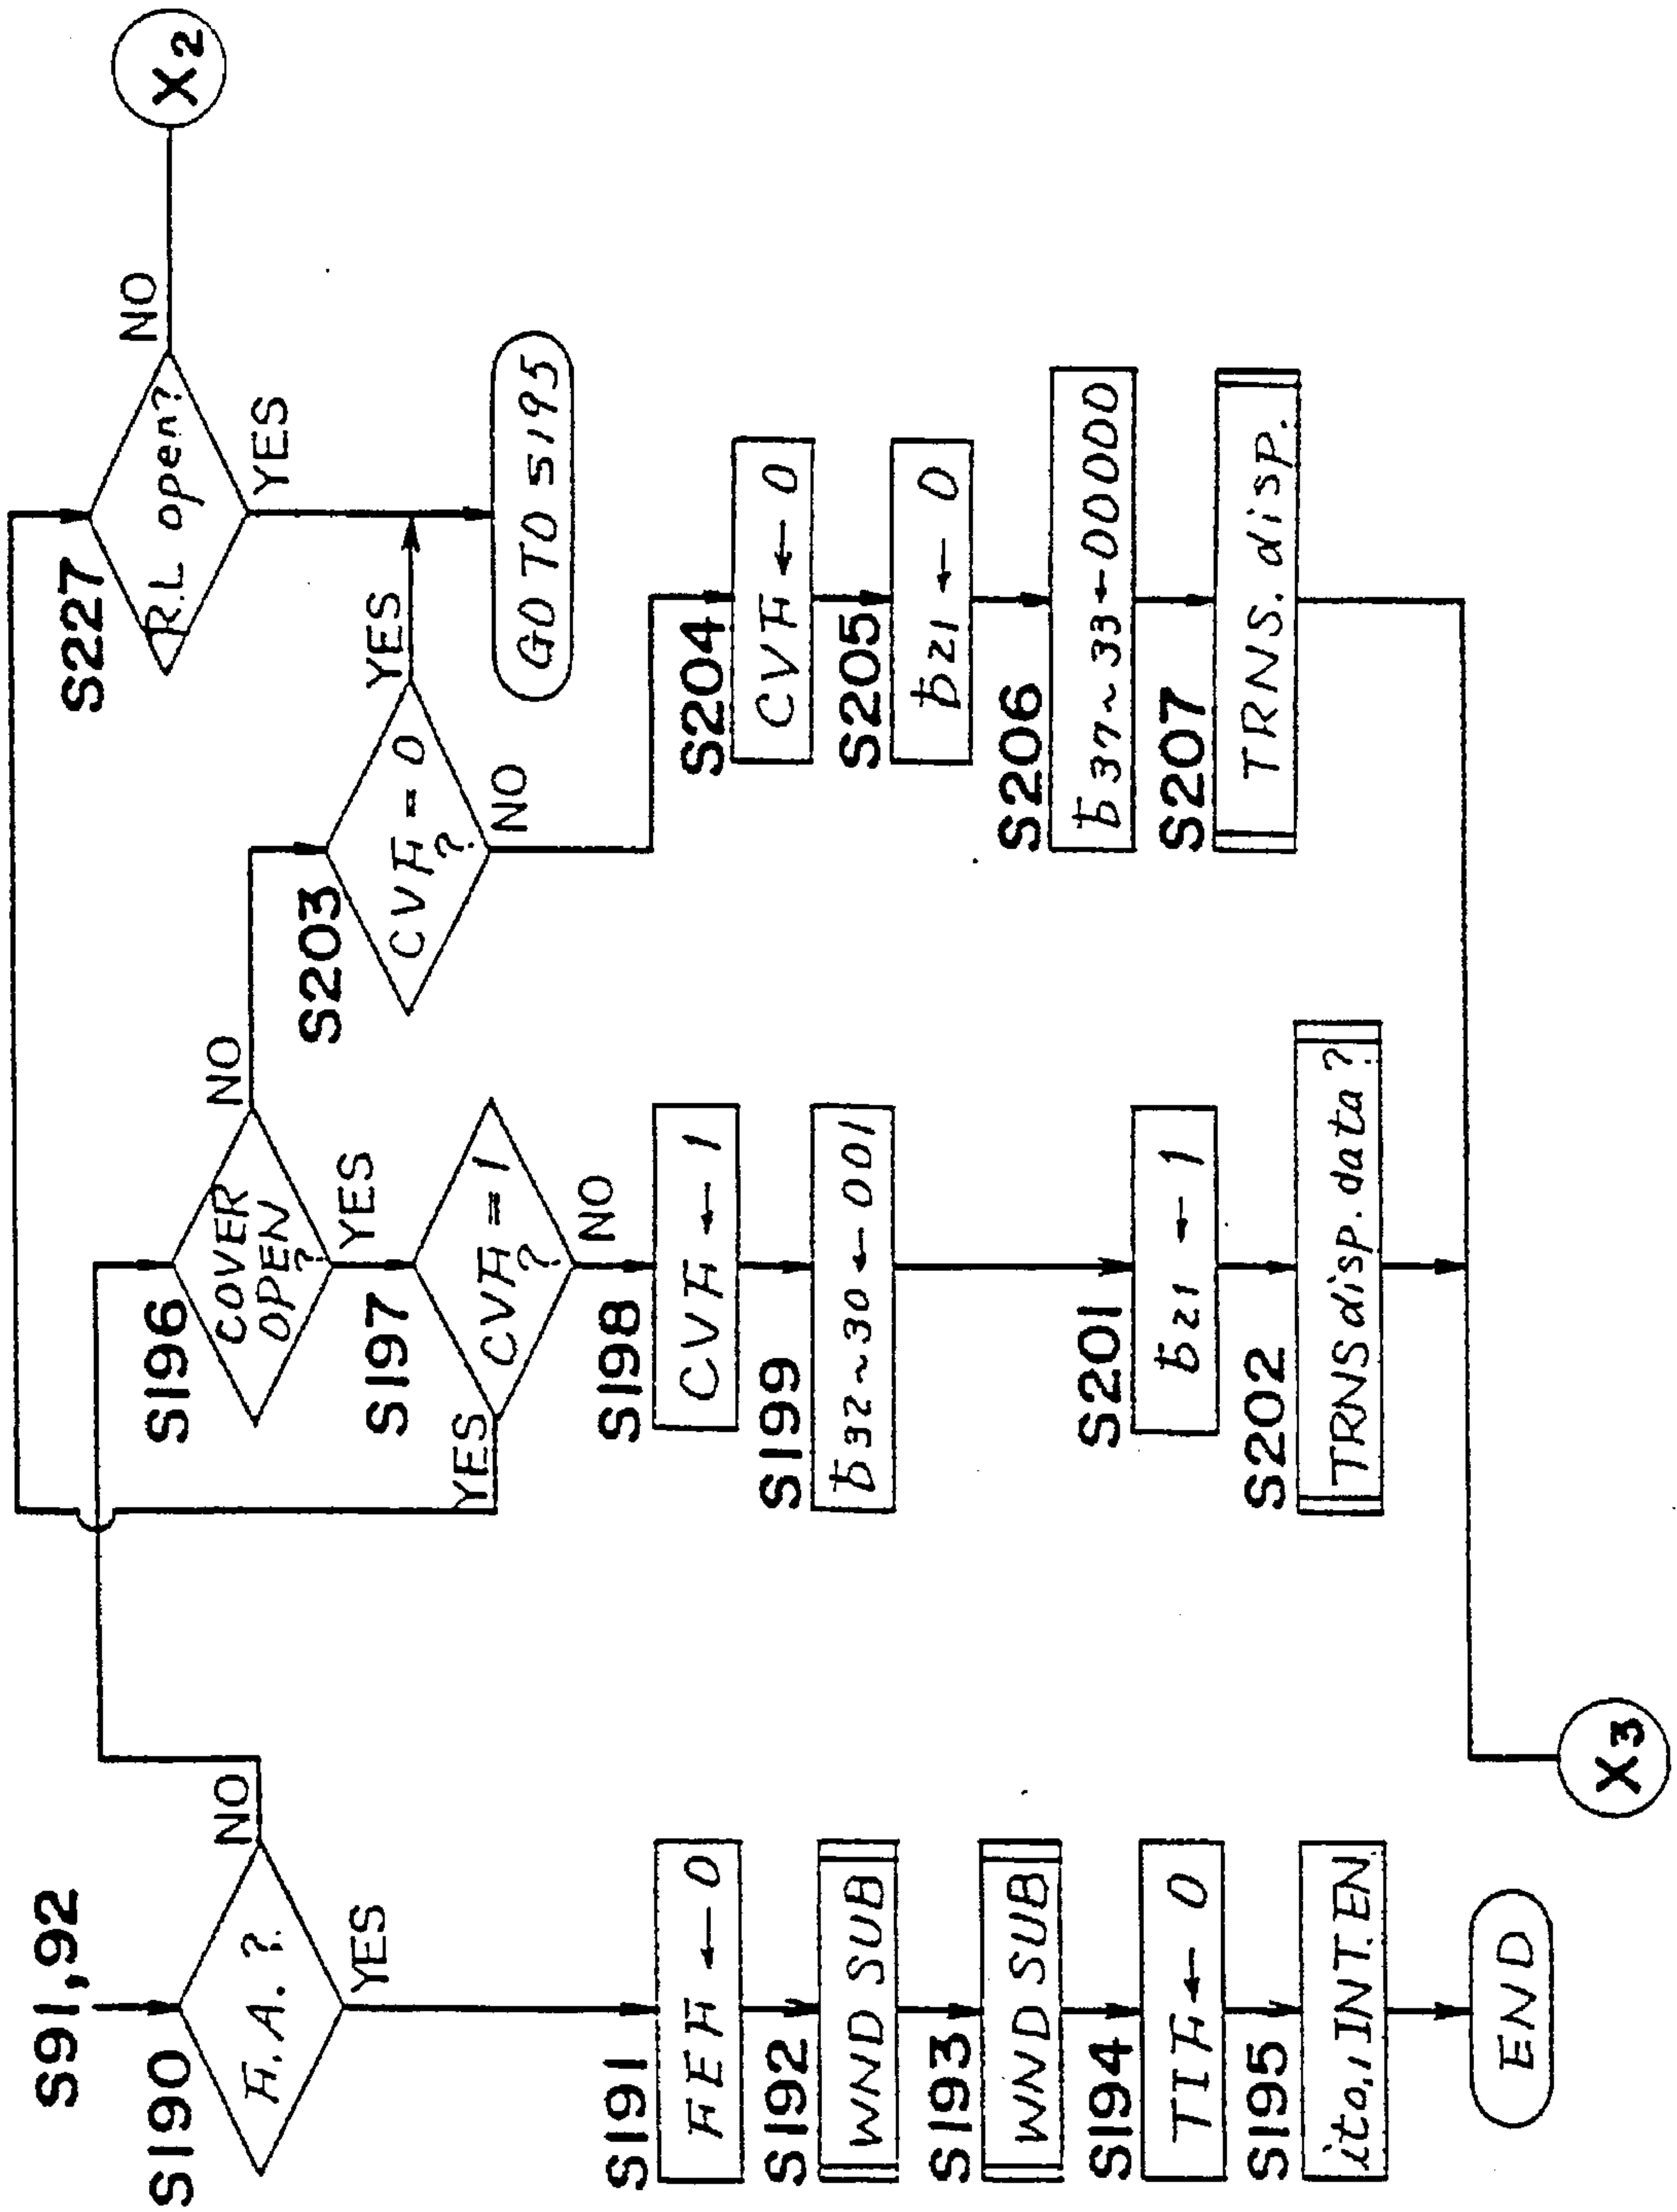 S91,92
S190
F.A.?
NO
YES
S191
FEF ← 0
S192
WND SUB
S193
WND SUB
S194
TIF ← 0
S195
ito, INT.EN.
END
S196
COVER
OPEN
?
NO
YES
S197
CVF = 1
?
YES
NO
S198
CVF ← 1
S199
b32~30 ← 001
S201
b21 ← 1
S202
TRNS disp. data?
S203
CVF = 0
?
YES
NO
S204
CVF ← 0
S205
b21 ← 0
S206
b37~33 ← 00000
S207
TRNS. disp.
S227
R.L open?
NO
YES
GO TO S195
X2
X3